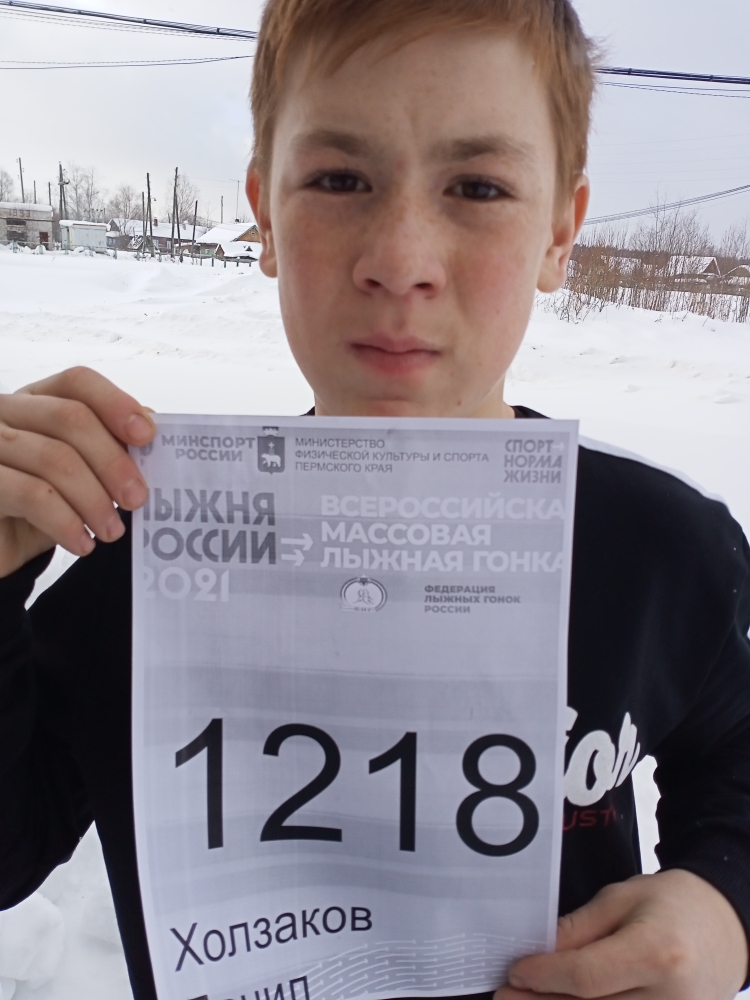 МИНСПОРТ
РОССИИ
МИНИСТЕРСТВО
ФИЗИЧЕСКОЙ КУЛЬТУРЫ И СПОРТА
ПЕРМСКОГО КРАЯ
СПОРТ-
НОРМА
ЖИЗНИ
ЛЫЖНЯ
РОССИИ
2021
ВСЕРОССИЙСКА
МАССОВАЯ
ЛЫЖНАЯ ГОНКА
ФЕДЕРАЦИЯ
ЛЫЖНЫХ ГОНОК
РОССИИ
1218
Холзаков